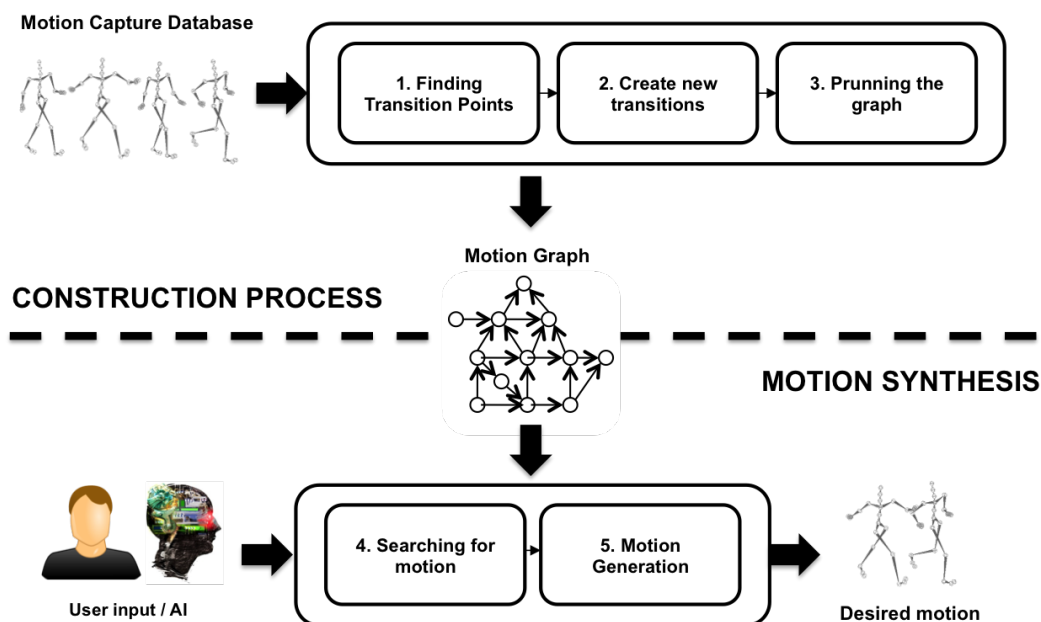 Motion Capture Database
1. Finding
Transition Points
2. Create new
transitions
3. Prunning the
graph
Motion Graph
CONSTRUCTION PROCESS
MOTION SYNTHESIS
4. Searching for
motion
5. Motion
Generation
User input / AI
Desired motion